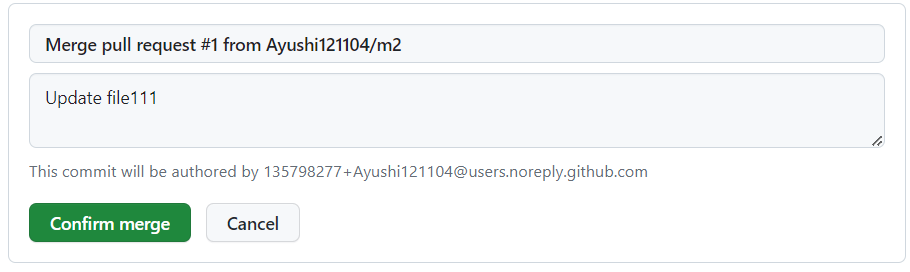 Merge pull request #1 from Ayushi121104/m2
Update file111
This commit will be authored by 135798277+Ayushi121104@users.noreply.github.com
Confirm merge
Cancel